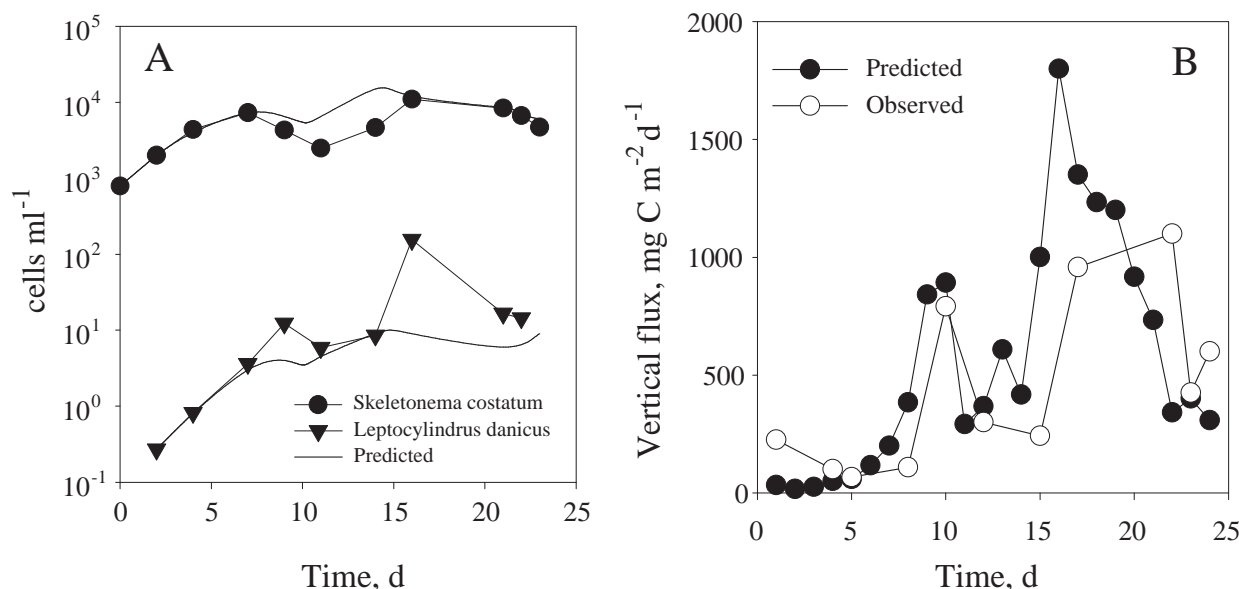 A
10^5
10^4
10^3
10^2
10^1
10^0
10^-1
cells ml^-1
Skeletonema costatum
Leptocylindrus danicus
Predicted
0 5 10 15 20 25
Time, d
B
2000
1500
1000
500
0
Vertical flux, mg C m^-2 d^-1
Predicted
Observed
0 5 10 15 20 25
Time, d